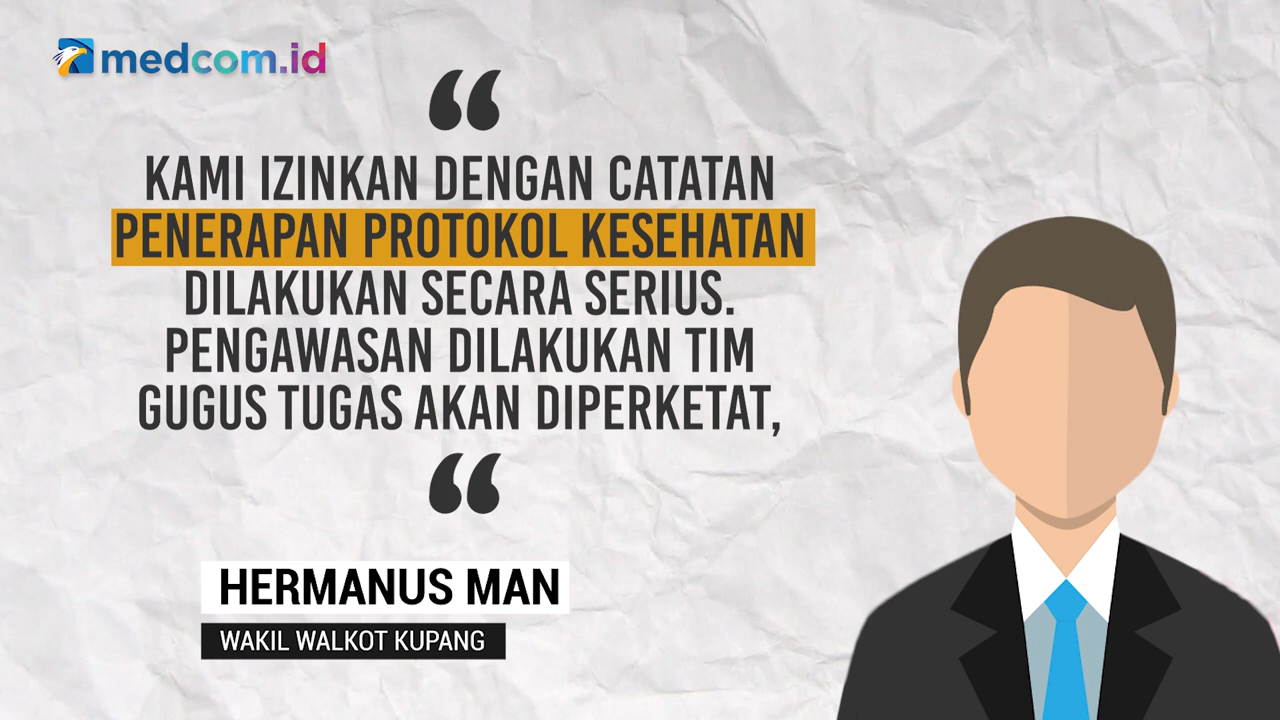 medcom.id
“
KAMI IZINKAN DENGAN CATATAN
PENERAPAN PROTOKOL KESEHATAN
DILAKUKAN SECARA SERIUS.
PENGAWASAN DILAKUKAN TIM
GUGUS TUGAS AKAN DIPERKETAT,
“
HERMANUS MAN
WAKIL WALKOT KUPANG